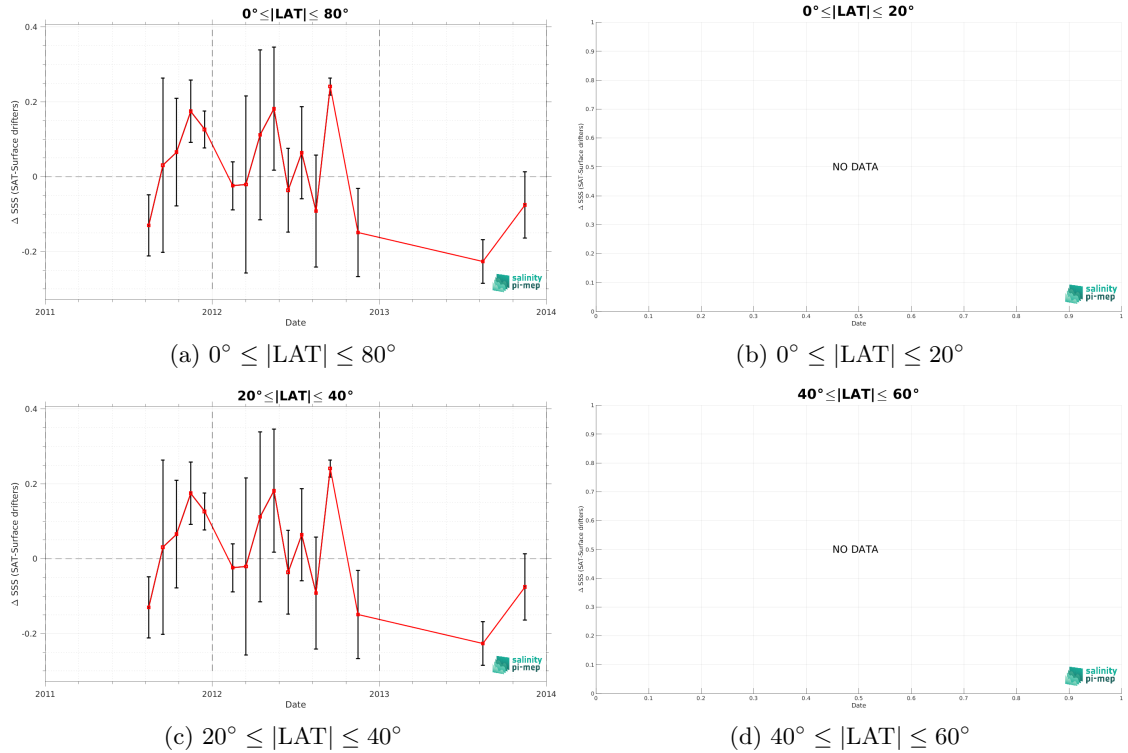 0°≤|LAT|≤ 80°
0.4
0.2
0
-0.2
Δ SSS (SAT-Surface drifters)
2011
2012
2013
2014
Date
salinity
pi-mep
(a) 0° ≤ |LAT| ≤ 80°
0°≤|LAT|≤ 20°
1
0.9
0.8
0.7
0.6
0.5
0.4
0.3
0.2
0.1
0
Δ SSS (SAT-Surface drifters)
NO DATA
0
0.1
0.2
0.3
0.4
0.5
0.6
0.7
0.8
0.9
1
Date
salinity
pi-mep
(b) 0° ≤ |LAT| ≤ 20°
20°≤|LAT|≤ 40°
0.4
0.2
0
-0.2
Δ SSS (SAT-Surface drifters)
2011
2012
2013
2014
Date
salinity
pi-mep
(c) 20° ≤ |LAT| ≤ 40°
40°≤|LAT|≤ 60°
1
0.9
0.8
0.7
0.6
0.5
0.4
0.3
0.2
0.1
0
Δ SSS (SAT-Surface drifters)
NO DATA
0
0.1
0.2
0.3
0.4
0.5
0.6
0.7
0.8
0.9
1
Date
salinity
pi-mep
(d) 40° ≤ |LAT| ≤ 60°